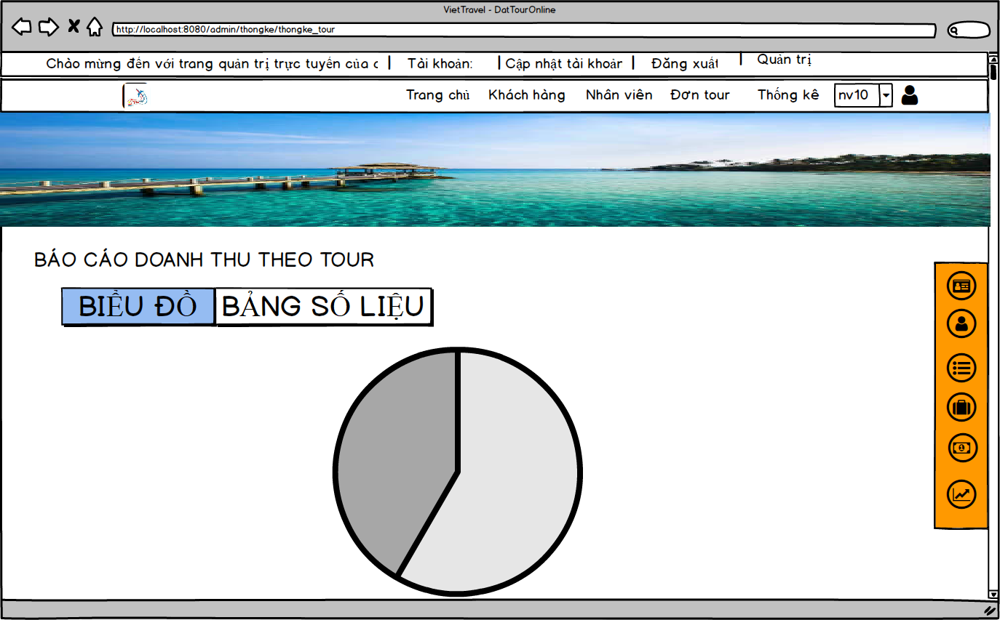 VietTravel - DatTourOnline
http://localhost:8080/admin/thongke/thongke_tour
Chào mừng đến với trang quản trị trực tuyến của c | Tài khoản: | Cập nhật tài khoản | Đăng xuất | Quản trị
Trang chủ Khách hàng Nhân viên Đơn tour Thống kê nv10
BÁO CÁO DOANH THU THEO TOUR
BIỂU ĐỒ BẢNG SỐ LIỆU